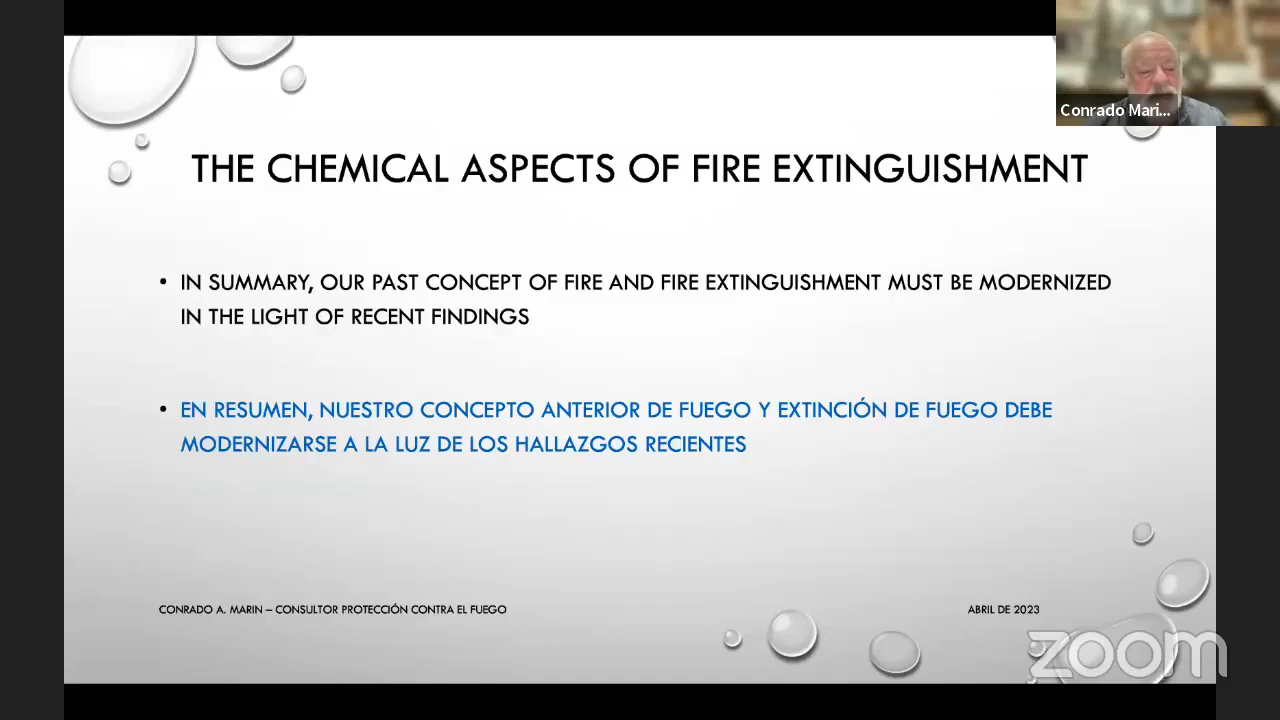 Conrado Mari...
THE CHEMICAL ASPECTS OF FIRE EXTINGUISHMENT
• IN SUMMARY, OUR PAST CONCEPT OF FIRE AND FIRE EXTINGUISHMENT MUST BE MODERNIZED
IN THE LIGHT OF RECENT FINDINGS
• EN RESUMEN, NUESTRO CONCEPTO ANTERIOR DE FUEGO Y EXTINCIÓN DE FUEGO DEBE
MODERNIZARSE A LA LUZ DE LOS HALLAZGOS RECIENTES
CONRADO A. MARIN – CONSULTOR PROTECCIÓN CONTRA EL FUEGO
ABRIL DE 2023
zoom